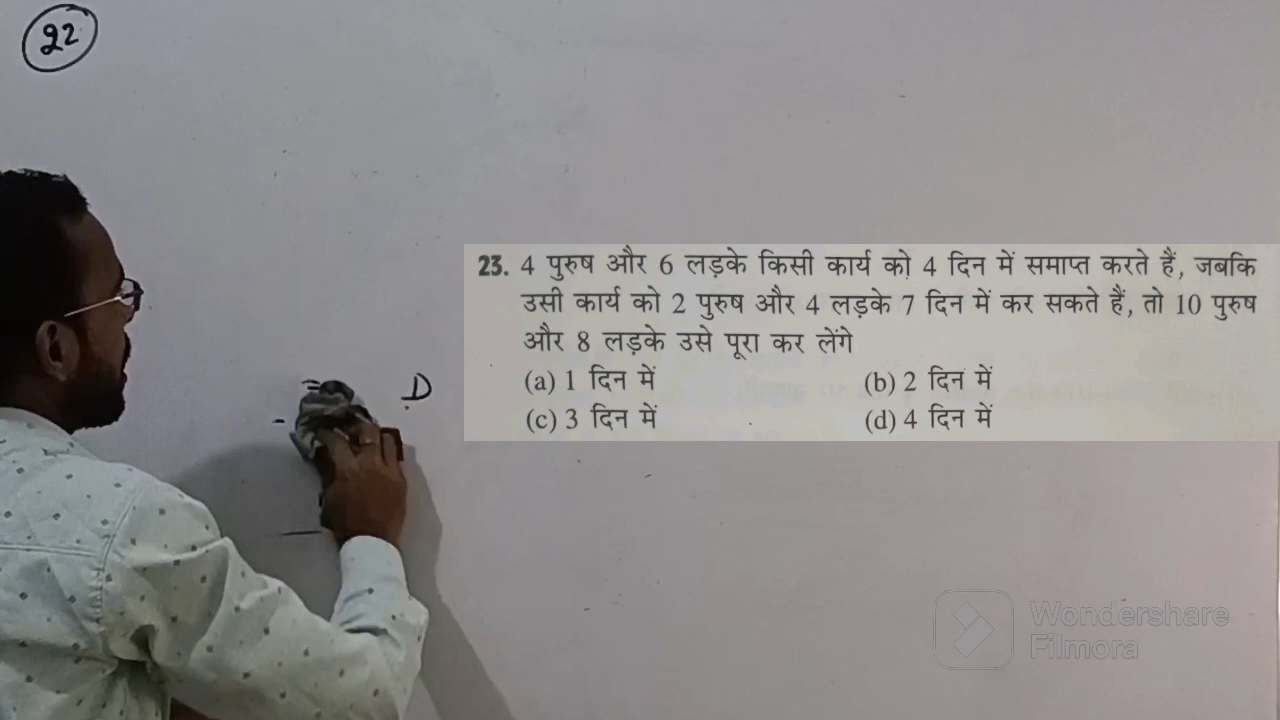 22
23. 4 पुरुष और 6 लड़के किसी कार्य को 4 दिन में समाप्त करते हैं, जबकि
उसी कार्य को 2 पुरुष और 4 लड़के 7 दिन में कर सकते हैं, तो 10 पुरुष
और 8 लड़के उसे पूरा कर लेंगे
(a) 1 दिन में (b) 2 दिन में
(c) 3 दिन में (d) 4 दिन में
D
Wondershare
Filmora